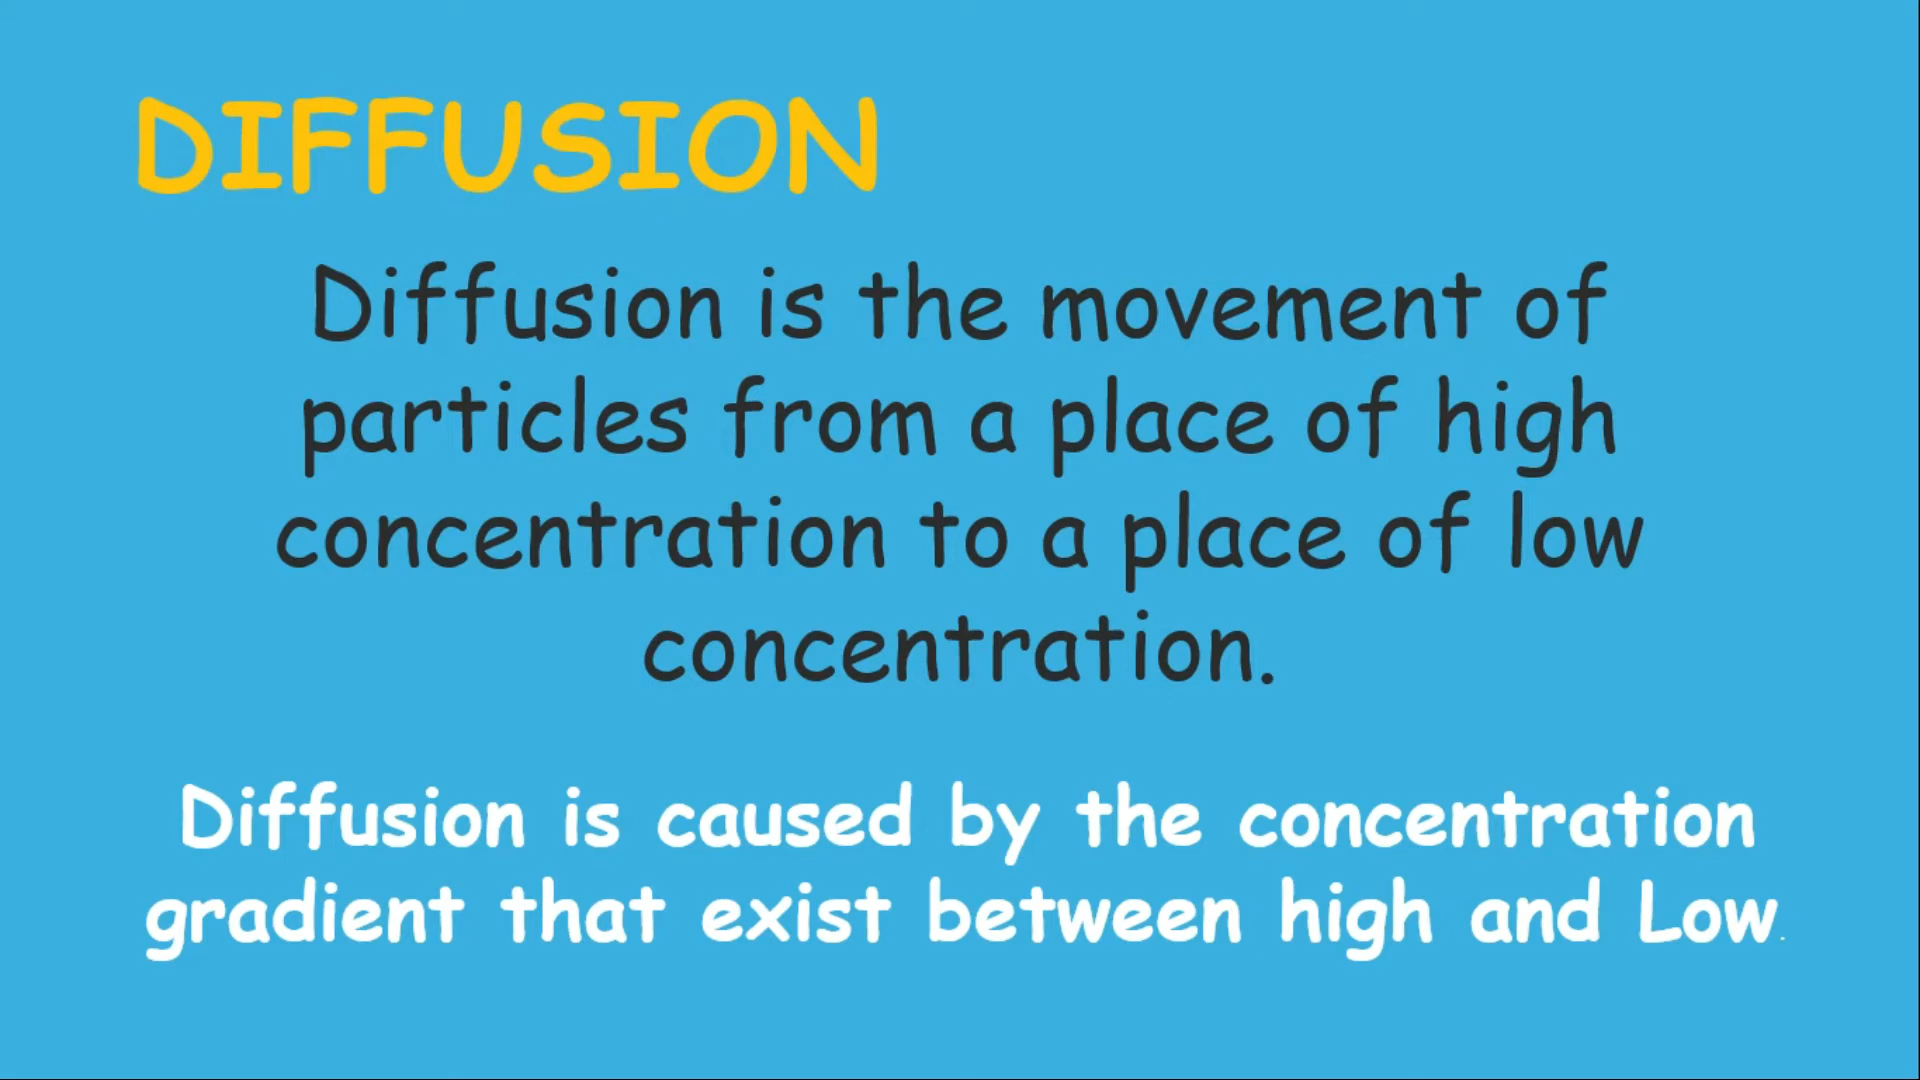 DIFFUSION
Diffusion is the movement of
particles from a place of high
concentration to a place of low
concentration.
Diffusion is caused by the concentration
gradient that exist between high and Low.